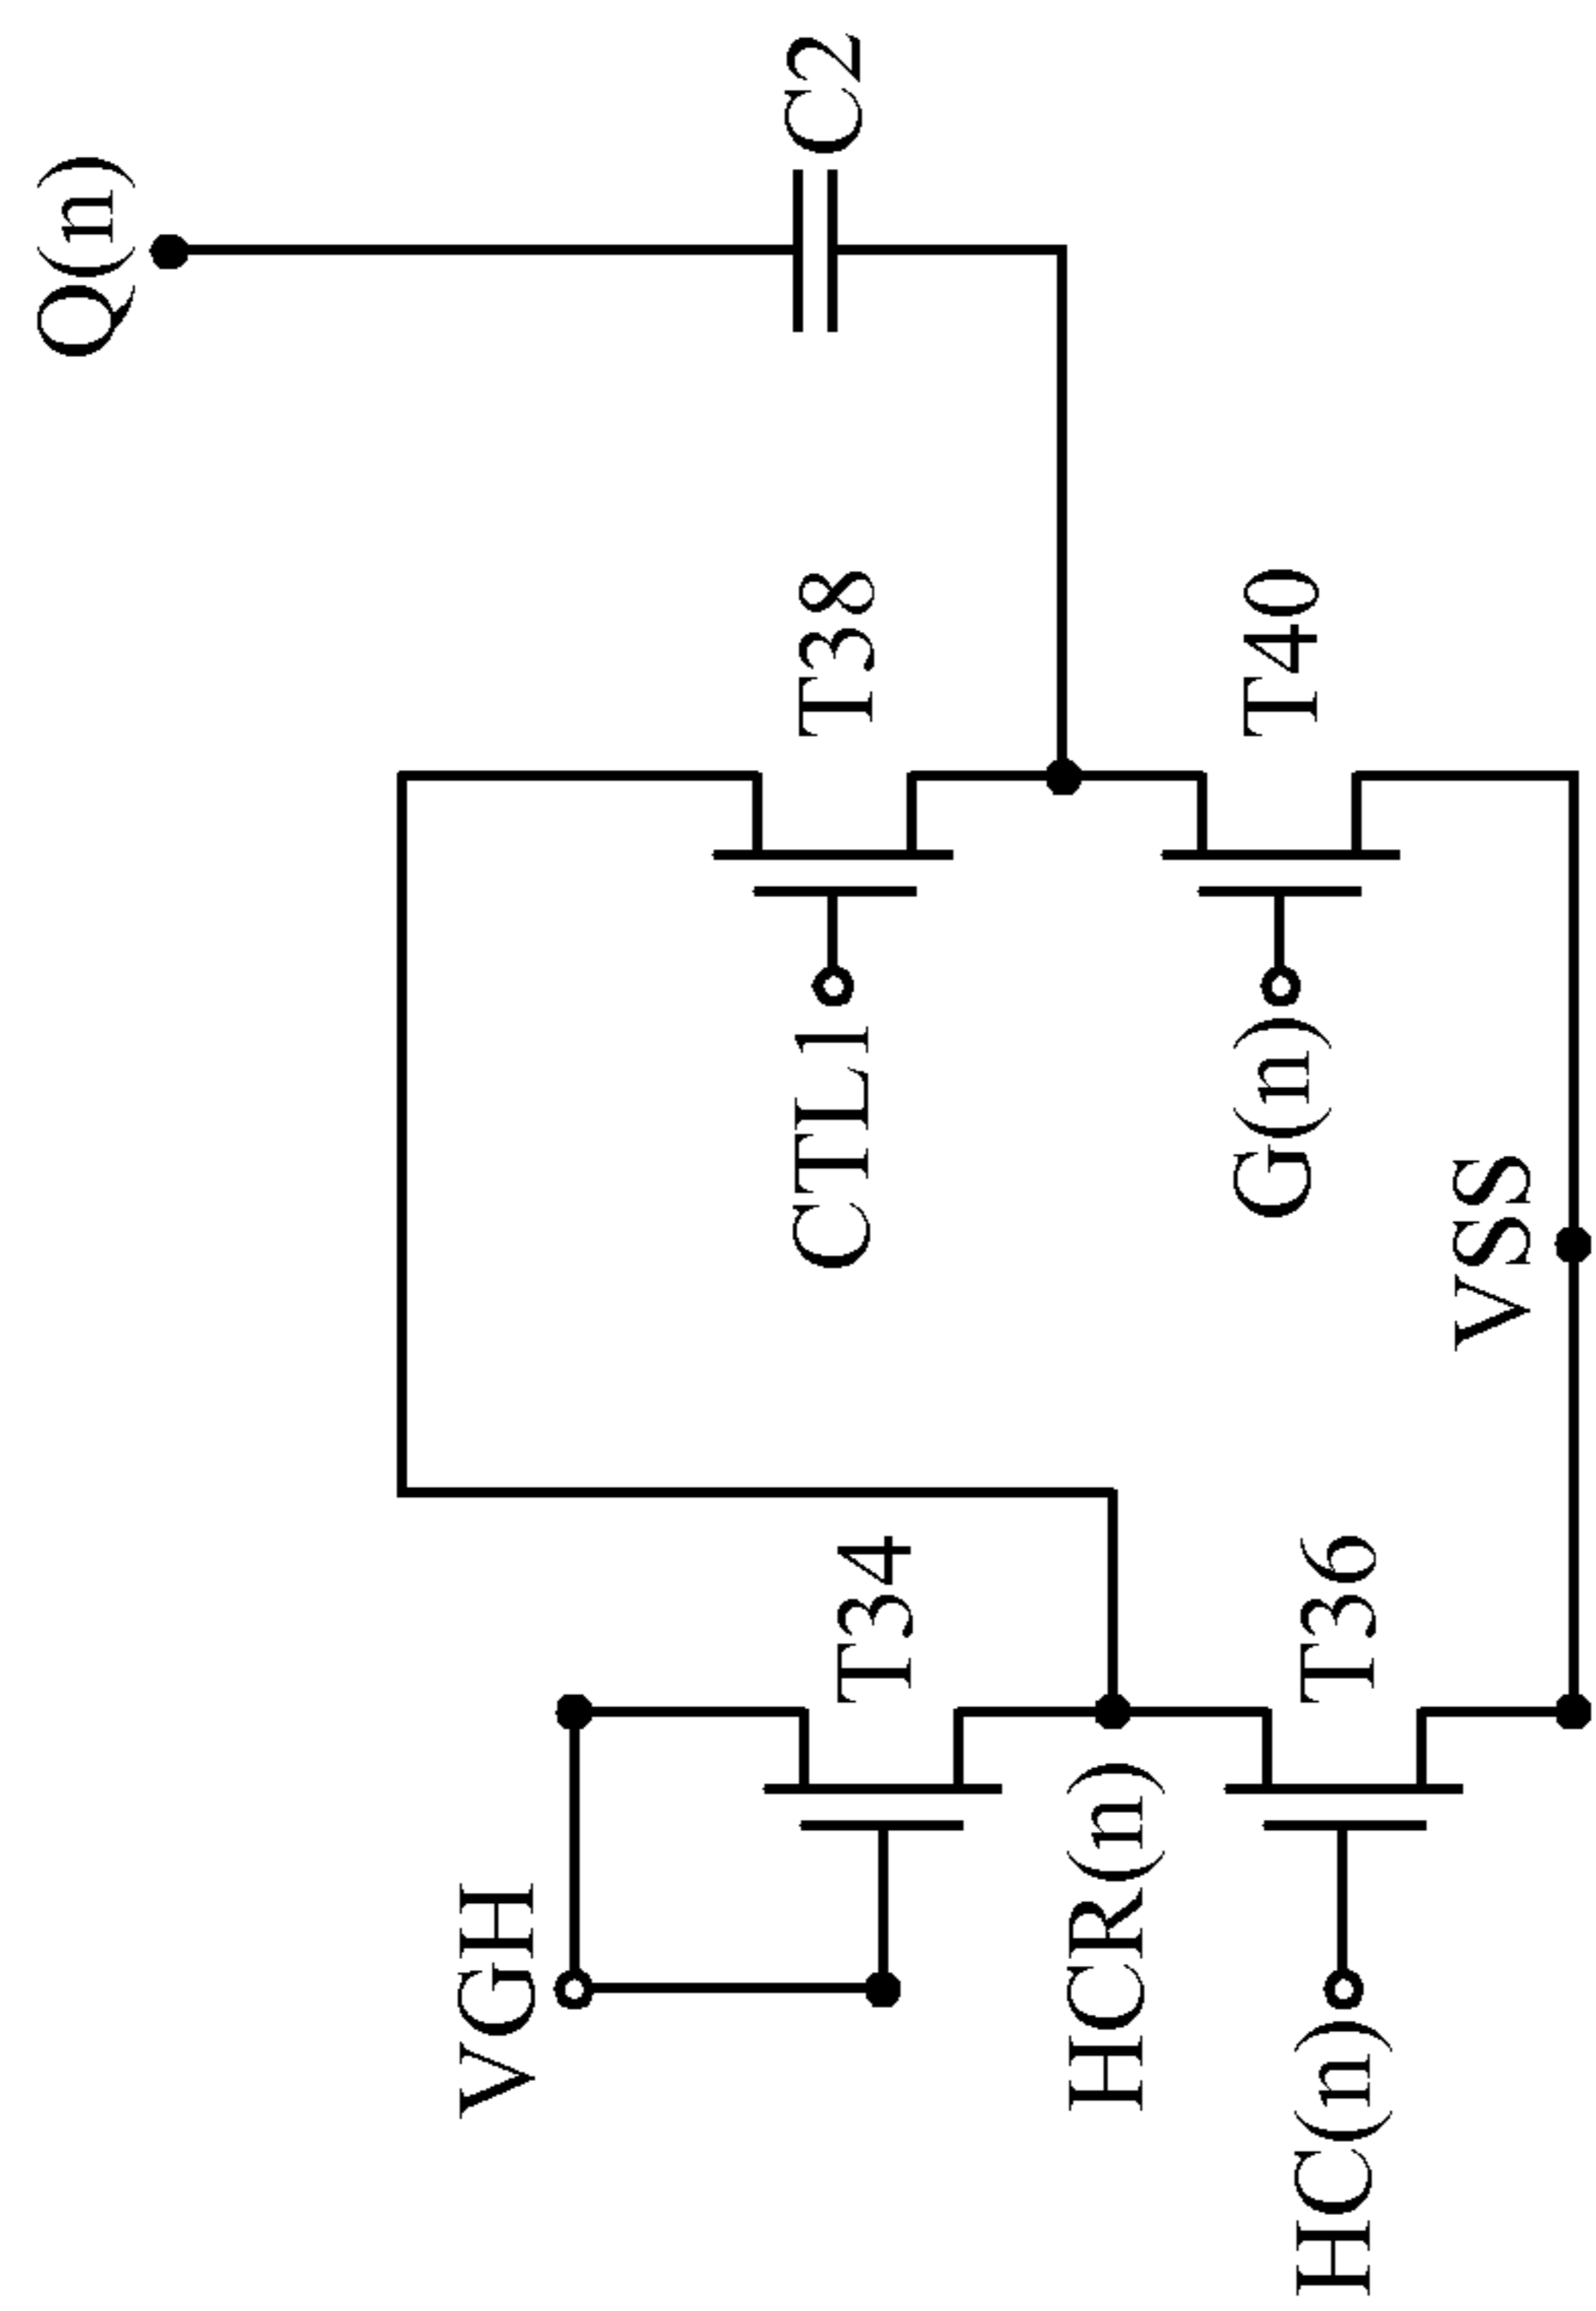 Q(n)
VGH
T34
CTL1
T38
C2
HCR(n)
HC(n)
T36
G(n)
T40
VSS